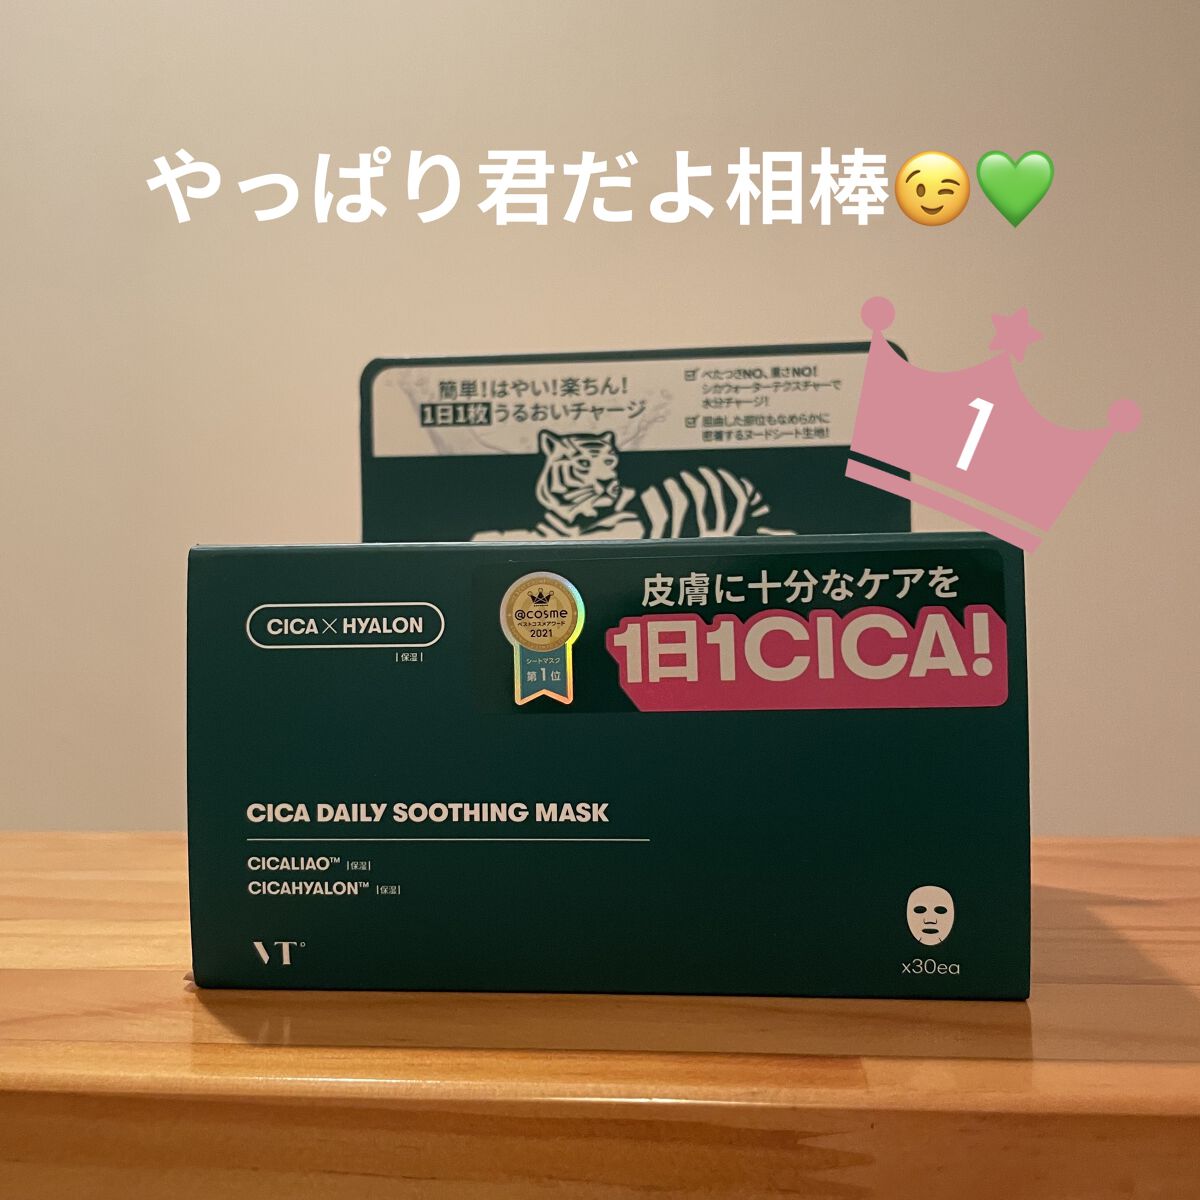 やっぱり君だよ相棒😉💚
1
簡単!はやい!楽ちん!
1日1枚うるおいチャージ
べたつきNO、重さNO!
シカウォーターテクスチャーで
水分チャージ!
屈曲した部位もなめらかに
密着するヌードシート生地!
CICA×HYALON
|保湿|
@cosme
ベストコスメアワード
2021
シートマスク
第1位
皮膚に十分なケアを
1日1CICA!
CICA DAILY SOOTHING MASK
CICALIAO™ |保湿|
CICAHYALON™ |保湿|
VT
x30ea